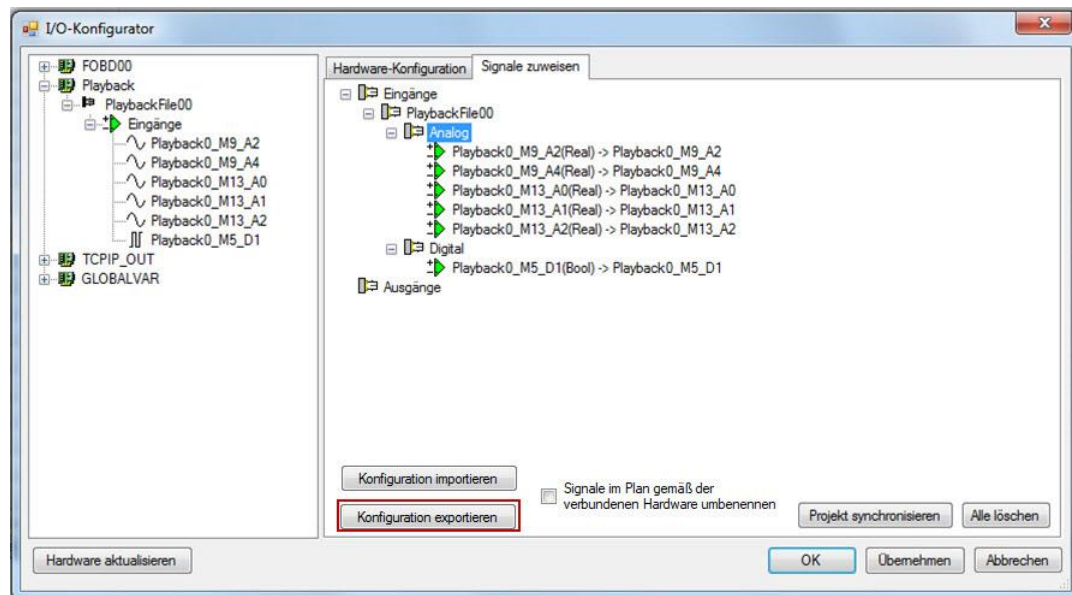 I/O-Konfigurator
FOBD00
Playback
PlaybackFile00
Eingänge
Playback0_M9_A2
Playback0_M9_A4
Playback0_M13_A0
Playback0_M13_A1
Playback0_M13_A2
Playback0_M5_D1
TCPIP_OUT
GLOBALVAR
Hardware-Konfiguration
Signale zuweisen
Eingänge
PlaybackFile00
Analog
Playback0_M9_A2(Real) -> Playback0_M9_A2
Playback0_M9_A4(Real) -> Playback0_M9_A4
Playback0_M13_A0(Real) -> Playback0_M13_A0
Playback0_M13_A1(Real) -> Playback0_M13_A1
Playback0_M13_A2(Real) -> Playback0_M13_A2
Digital
Playback0_M5_D1(Bool) -> Playback0_M5_D1
Ausgänge
Konfiguration importieren
Konfiguration exportieren
Signale im Plan gemäß der
verbundenen Hardware umbenennen
Projekt synchronisieren
Alle löschen
Hardware aktualisieren
OK
Übernehmen
Abbrechen